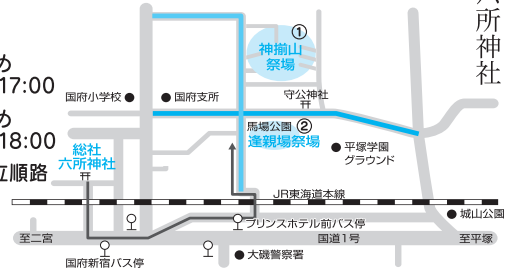 六所神社
め
17:00
め
18:00
立順路
①
神揃山
祭場
国府小学校
国府支所
守公神社
馬場公園
②
逢親場祭場
平塚学園
グラウンド
総社
六所神社
JR東海道本線
城山公園
プリンスホテル前バス停
至二宮
国道1号
至平塚
国府新宿バス停
大磯警察署